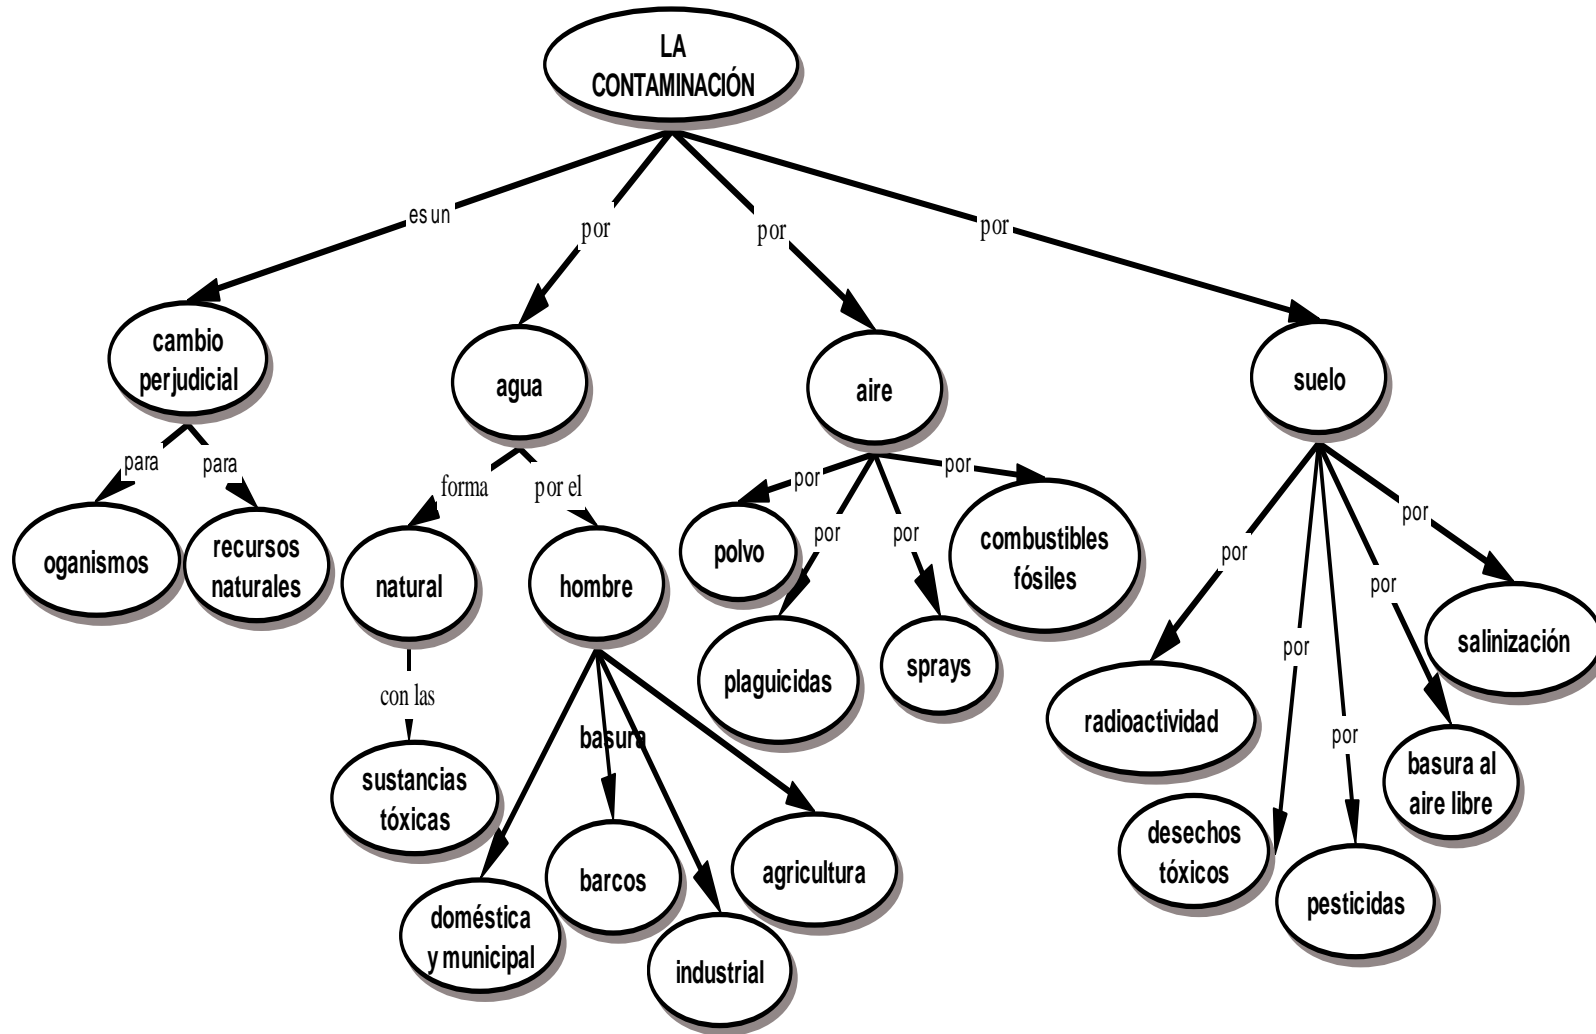 LA
CONTAMINACIÓN
es un
por
por
por
cambio
perjudicial
agua
aire
suelo
para
para
forma
por el
por
por
por
por
oganismos
recursos
naturales
natural
hombre
polvo
combustibles
fósiles
plaguicidas
sprays
por
por
por
por
por
radioactividad
salinización
con las
basura
sustancias
tóxicas
doméstica
y municipal
barcos
industrial
agricultura
desechos
tóxicos
pesticidas
basura al
aire libre